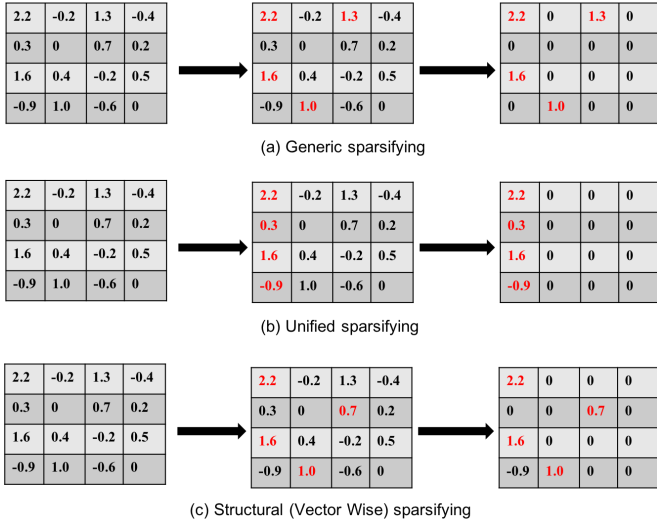 2.2 -0.2 1.3 -0.4 2.2 -0.2 1.3 -0.4 2.2 0 0 0
0.3 0 0.7 0.2 0.3 0 0.7 0.2 0 0 0 0
1.6 0.4 -0.2 0.5 1.6 0.4 -0.2 0.5 1.6 0 0 0
-0.9 1.0 -0.6 0 -0.9 1.0 -0.6 0 0 1.0 0 0
(a) Generic sparsifying
2.2 -0.2 1.3 -0.4 2.2 -0.2 1.3 -0.4 2.2 0 0 0
0.3 0 0.7 0.2 0.3 0 0.7 0.2 0.3 0 0 0
1.6 0.4 -0.2 0.5 1.6 0.4 -0.2 0.5 1.6 0 0 0
-0.9 1.0 -0.6 0 -0.9 1.0 -0.6 0 -0.9 0 0 0
(b) Unified sparsifying
2.2 -0.2 1.3 -0.4 2.2 -0.2 1.3 -0.4 2.2 0 0 0
0.3 0 0.7 0.2 0.3 0 0.7 0.2 0 0 0.7 0
1.6 0.4 -0.2 0.5 1.6 0.4 -0.2 0.5 1.6 0 0 0
-0.9 1.0 -0.6 0 -0.9 1.0 -0.6 0 -0.9 1.0 0 0
(c) Structural (Vector Wise) sparsifying